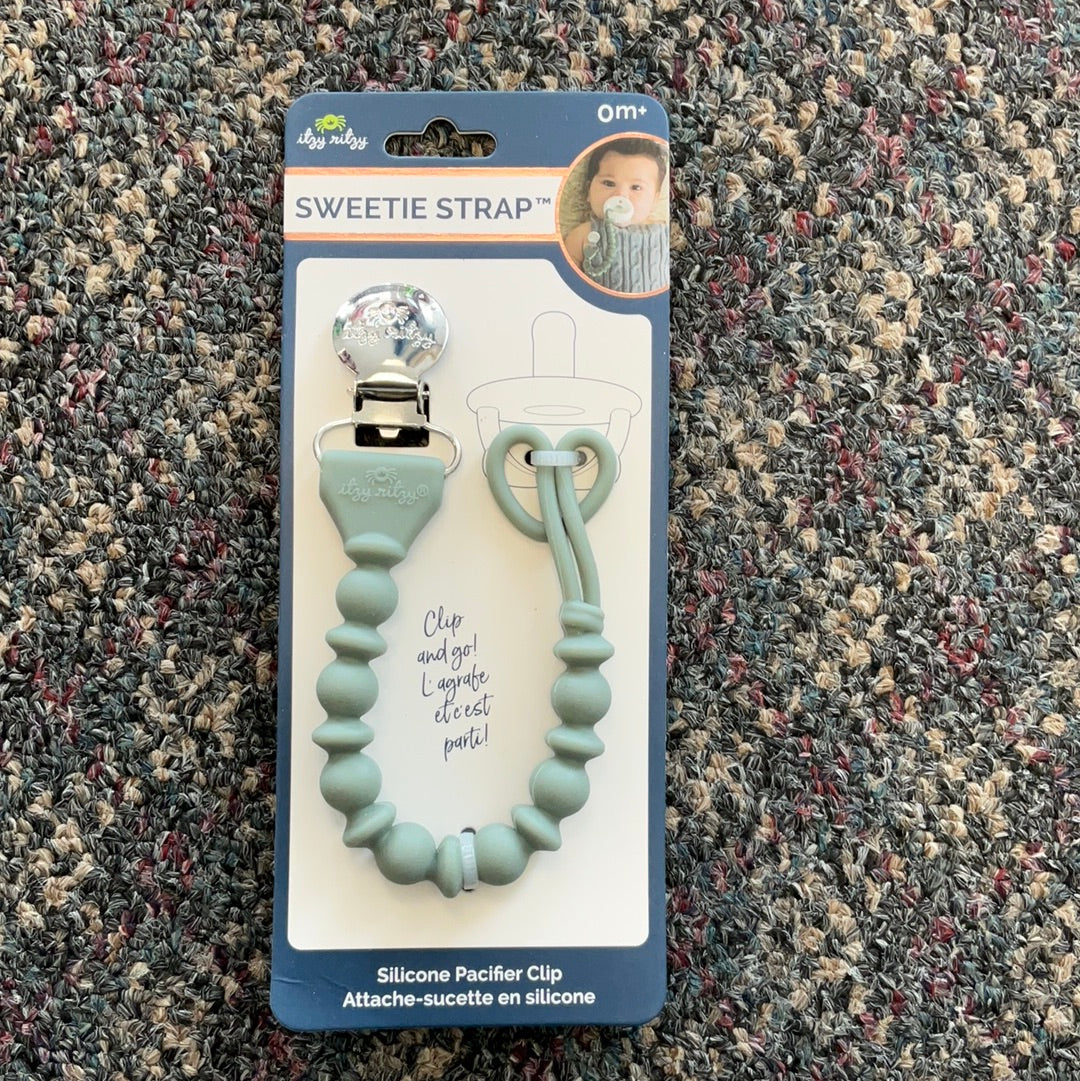 itzy ritzy
0m+
SWEETIE STRAP™
itzy ritzy
itzy ritzy®
Clip
and go!
L'agrafe
et c'est
parti!
Silicone Pacifier Clip
Attache-sucette en silicone